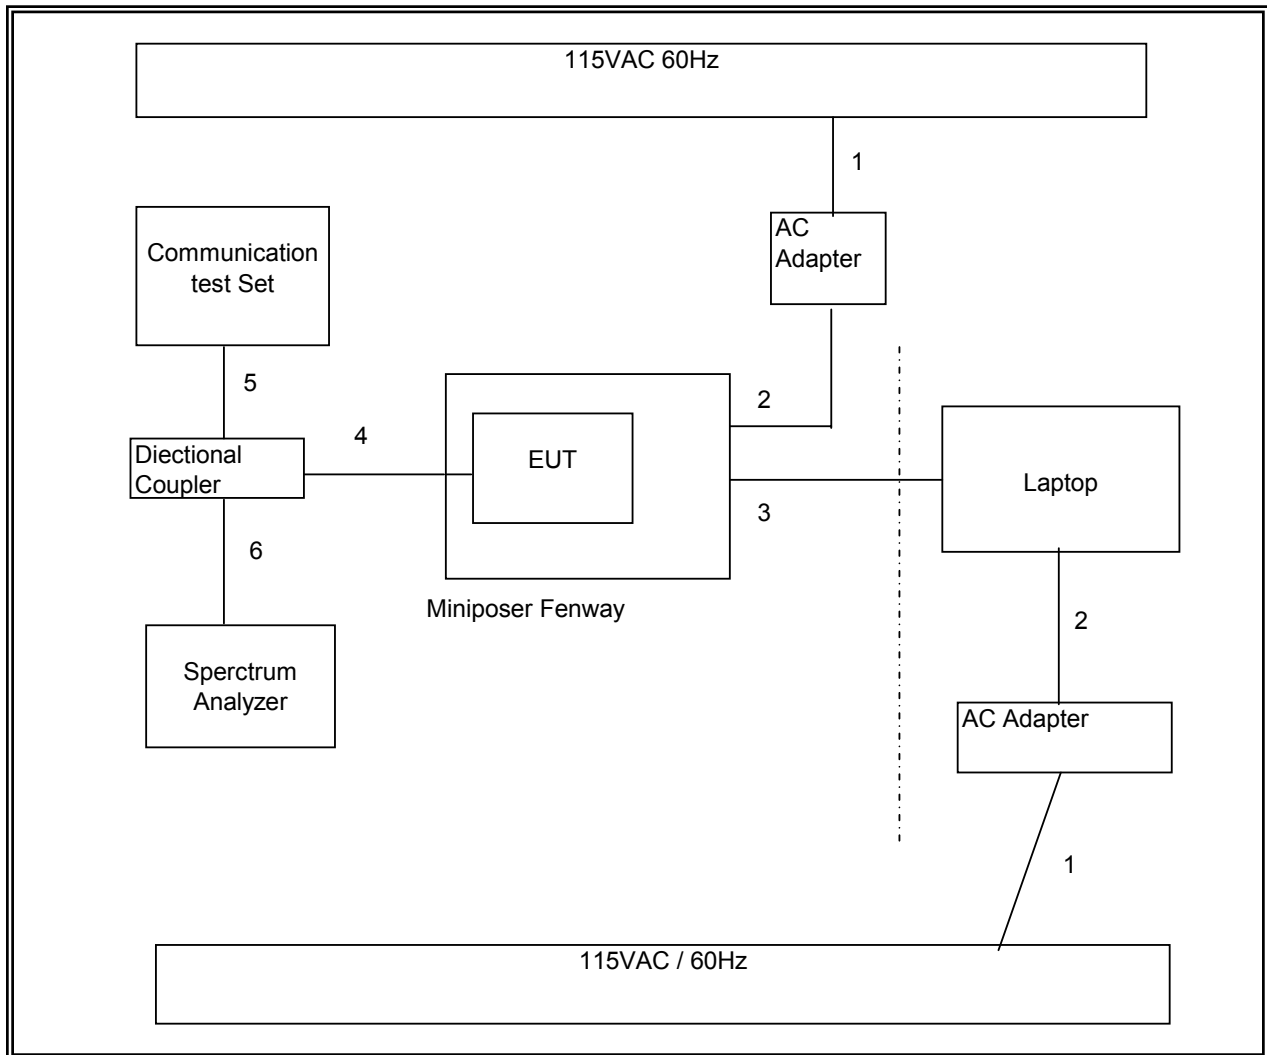 115VAC 60Hz
1
AC
Adapter
Communication
test Set
5
2
4
EUT
Diectional
Coupler
Laptop
3
6
Miniposer Fenway
2
Sperctrum
Analyzer
AC Adapter
1
115VAC / 60Hz